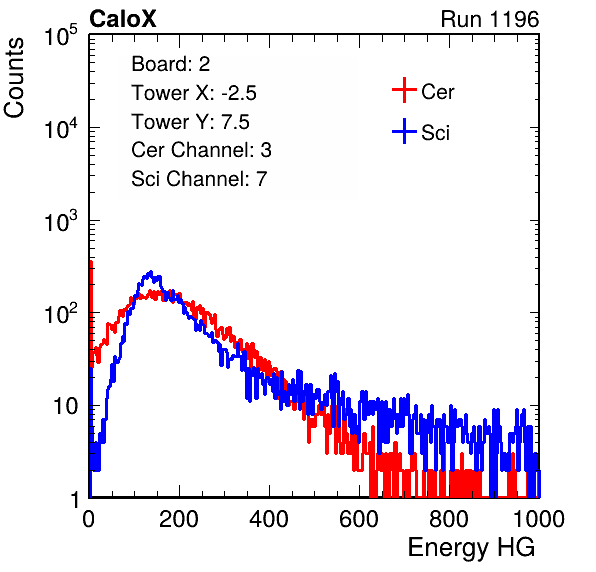 CaloX Run 1196
Counts
10^5
10^4
10^3
10^2
10
1
Board: 2
Tower X: -2.5
Tower Y: 7.5
Cer Channel: 3
Sci Channel: 7
Cer
Sci
0 200 400 600 800 1000
Energy HG